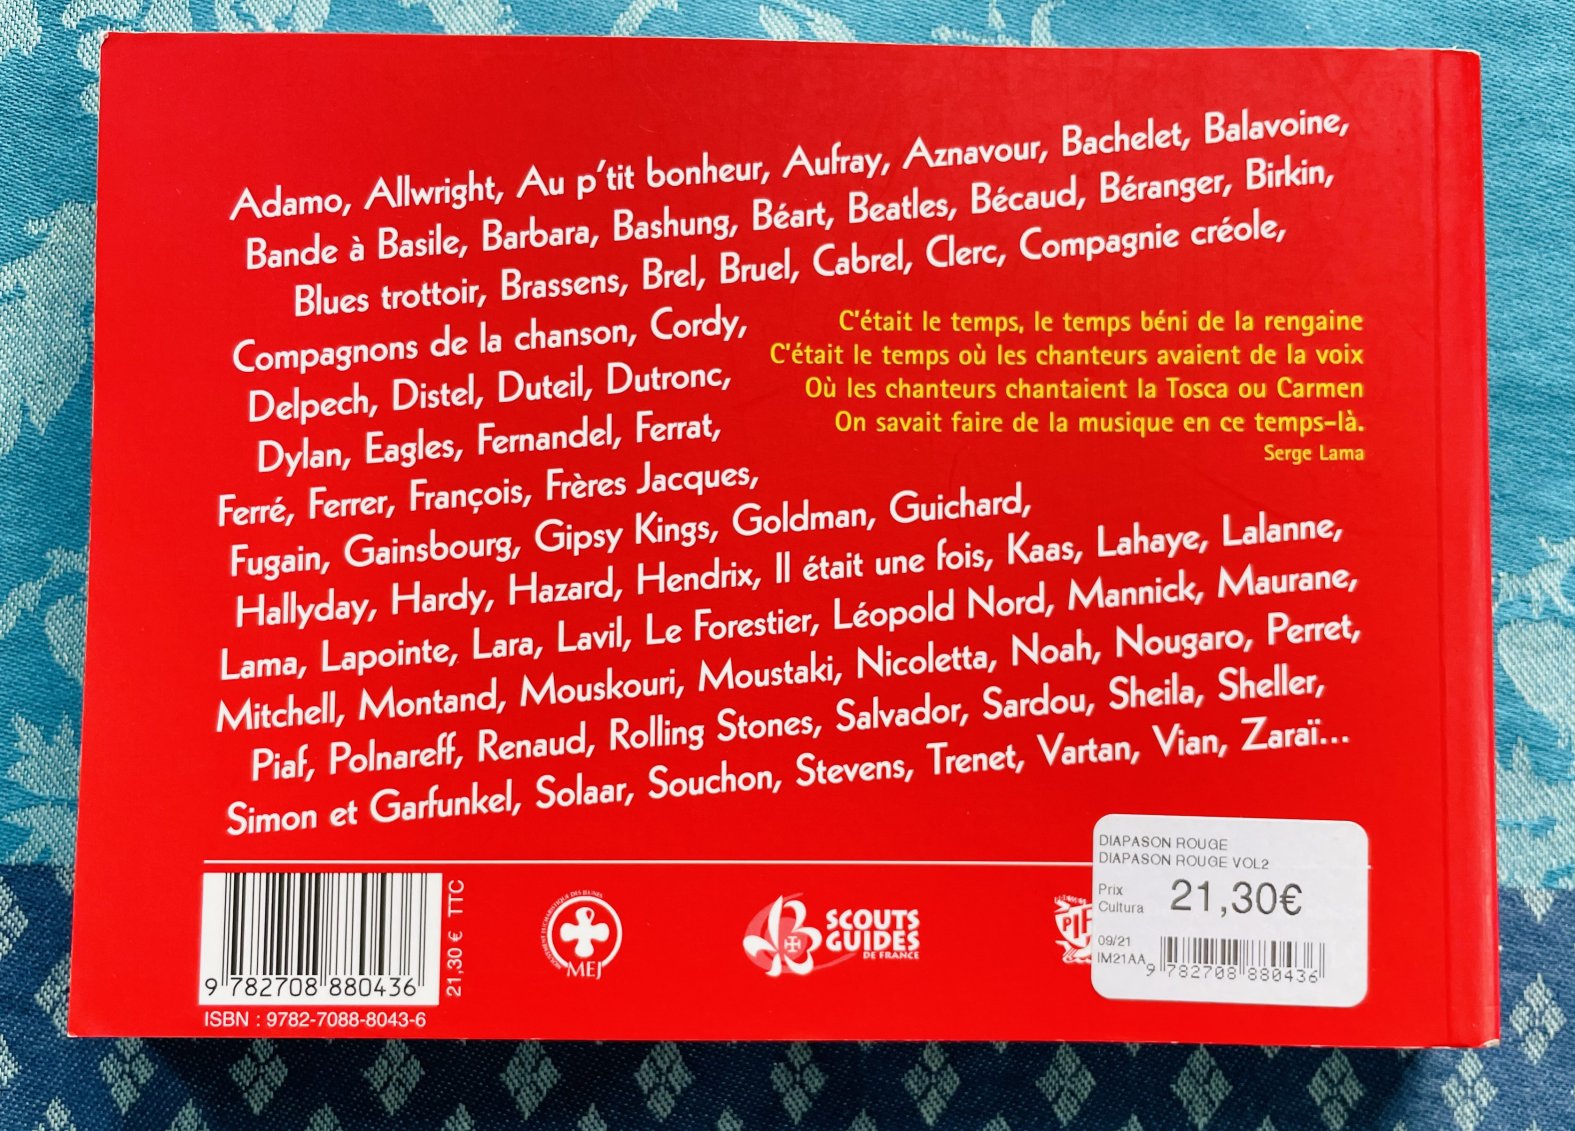 Adamo, Allwright, Au p'tit bonheur, Aufray, Aznavour, Bachelet, Balavoine,
Bande à Basile, Barbara, Bashung, Béart, Beatles, Bécaud, Béranger, Birkin,
Blues trottoir, Brassens, Brel, Bruel, Cabrel, Clerc, Compagnie créole,
Compagnons de la chanson, Cordy,
Delpech, Distel, Duteil, Dutronc,
Dylan, Eagles, Fernandel, Ferrat,
Ferré, Ferrer, François, Frères Jacques,
Fugain, Gainsbourg, Gipsy Kings, Goldman, Guichard,
Hallyday, Hardy, Hazard, Hendrix, Il était une fois, Kaas, Lahaye, Lalanne,
Lama, Lapointe, Lara, Lavil, Le Forestier, Léopold Nord, Mannick, Maurane,
Mitchell, Montand, Mouskouri, Moustaki, Nicoletta, Noah, Nougaro, Perret,
Piaf, Polnareff, Renaud, Rolling Stones, Salvador, Sardou, Sheila, Sheller,
Simon et Garfunkel, Solaar, Souchon, Stevens, Trenet, Vartan, Vian, Zaraï...
C'était le temps, le temps béni de la rengaine
C'était le temps où les chanteurs avaient de la voix
Où les chanteurs chantaient la Tosca ou Carmen
On savait faire de la musique en ce temps-là.
Serge Lama
9 782708 880436
21,30 € TTC
ISBN : 9782-7088-8043-6
MOUVEMENT EUCHARISTIQUE DES JEUNES
MEJ
SCOUTS
GUIDES
DE FRANCE
DIAPASON ROUGE
DIAPASON ROUGE VOL2
Prix
Cultura
21,30€
09/21
IM21AA
9 782708 880436